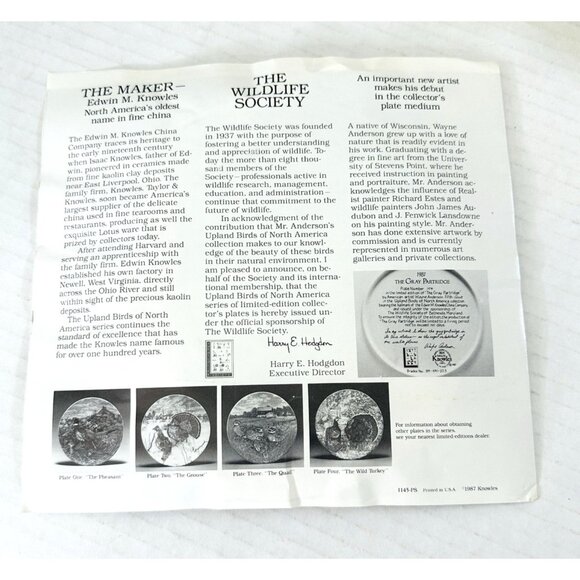 THE MAKER—
Edwin M. Knowles
North America's oldest
name in fine china
The Edwin M. Knowles China
Company traces its heritage to
the early nineteenth century
when Isaac Knowles, father of Ed-
win, pioneered in ceramics made
from fine kaolin clay deposits
near East Liverpool, Ohio. The
family firm, Knowles, Taylor &
Knowles, soon became America's
largest supplier of the delicate
china used in fine tearooms and
restaurants, producing as well the
exquisite Lotus ware that is
prized by collectors today.
After attending Harvard and
serving an apprenticeship with
the family firm, Edwin Knowles
established his own factory in
Newell, West Virginia, directly
across the Ohio River and still
within sight of the precious kaolin
deposits.
The Upland Birds of North
America series continues the
standard of excellence that has
made the Knowles name famous
for over one hundred years.
THE
WILDLIFE
SOCIETY
The Wildlife Society was founded
in 1937 with the purpose of
fostering a better understanding
and appreciation of wildlife. To-
day the more than eight thou-
sand members of the
Society–professionals active in
wildlife research, management,
education, and administration–
continue that commitment to the
future of wildlife.
In acknowledgment of the
contribution that Mr. Anderson's
Upland Birds of North America
collection makes to our knowl-
edge of the beauty of these birds
in their natural environment, I
am pleased to announce, on be-
half of the Society and its inter-
national membership, that the
Upland Birds of North America
series of limited-edition collec-
tor's plates is hereby issued un-
der the official sponsorship of
The Wildlife Society.
Harry E. Hodgdon
Harry E. Hodgdon
Executive Director
An important new artist
makes his debut
in the collector's
plate medium
A native of Wisconsin, Wayne
Anderson grew up with a love of
nature that is readily evident in
his work. Graduating with a de-
gree in fine art from the Univer-
sity of Stevens Point, where he
received instruction in painting
and portraiture, Mr. Anderson ac-
knowledges the influence of Real-
ist painter Richard Estes and
wildlife painters John James Au-
dubon and J. Fenwick Lansdowne
on his painting style. Mr. Ander-
son has done extensive artwork by
commission and is currently
represented in numerous art
galleries and private collections.
1987
THE GRAY PARTRIDGE
Plate One: "The Pheasant"
Plate Two: "The Grouse"
Plate Three: "The Quail"
Plate Four: "The Wild Turkey"
For information about obtaining
other plates in the series,
see your nearest limited-editions dealer.
1145-PS Printed in U.S.A. ©1987 Knowles